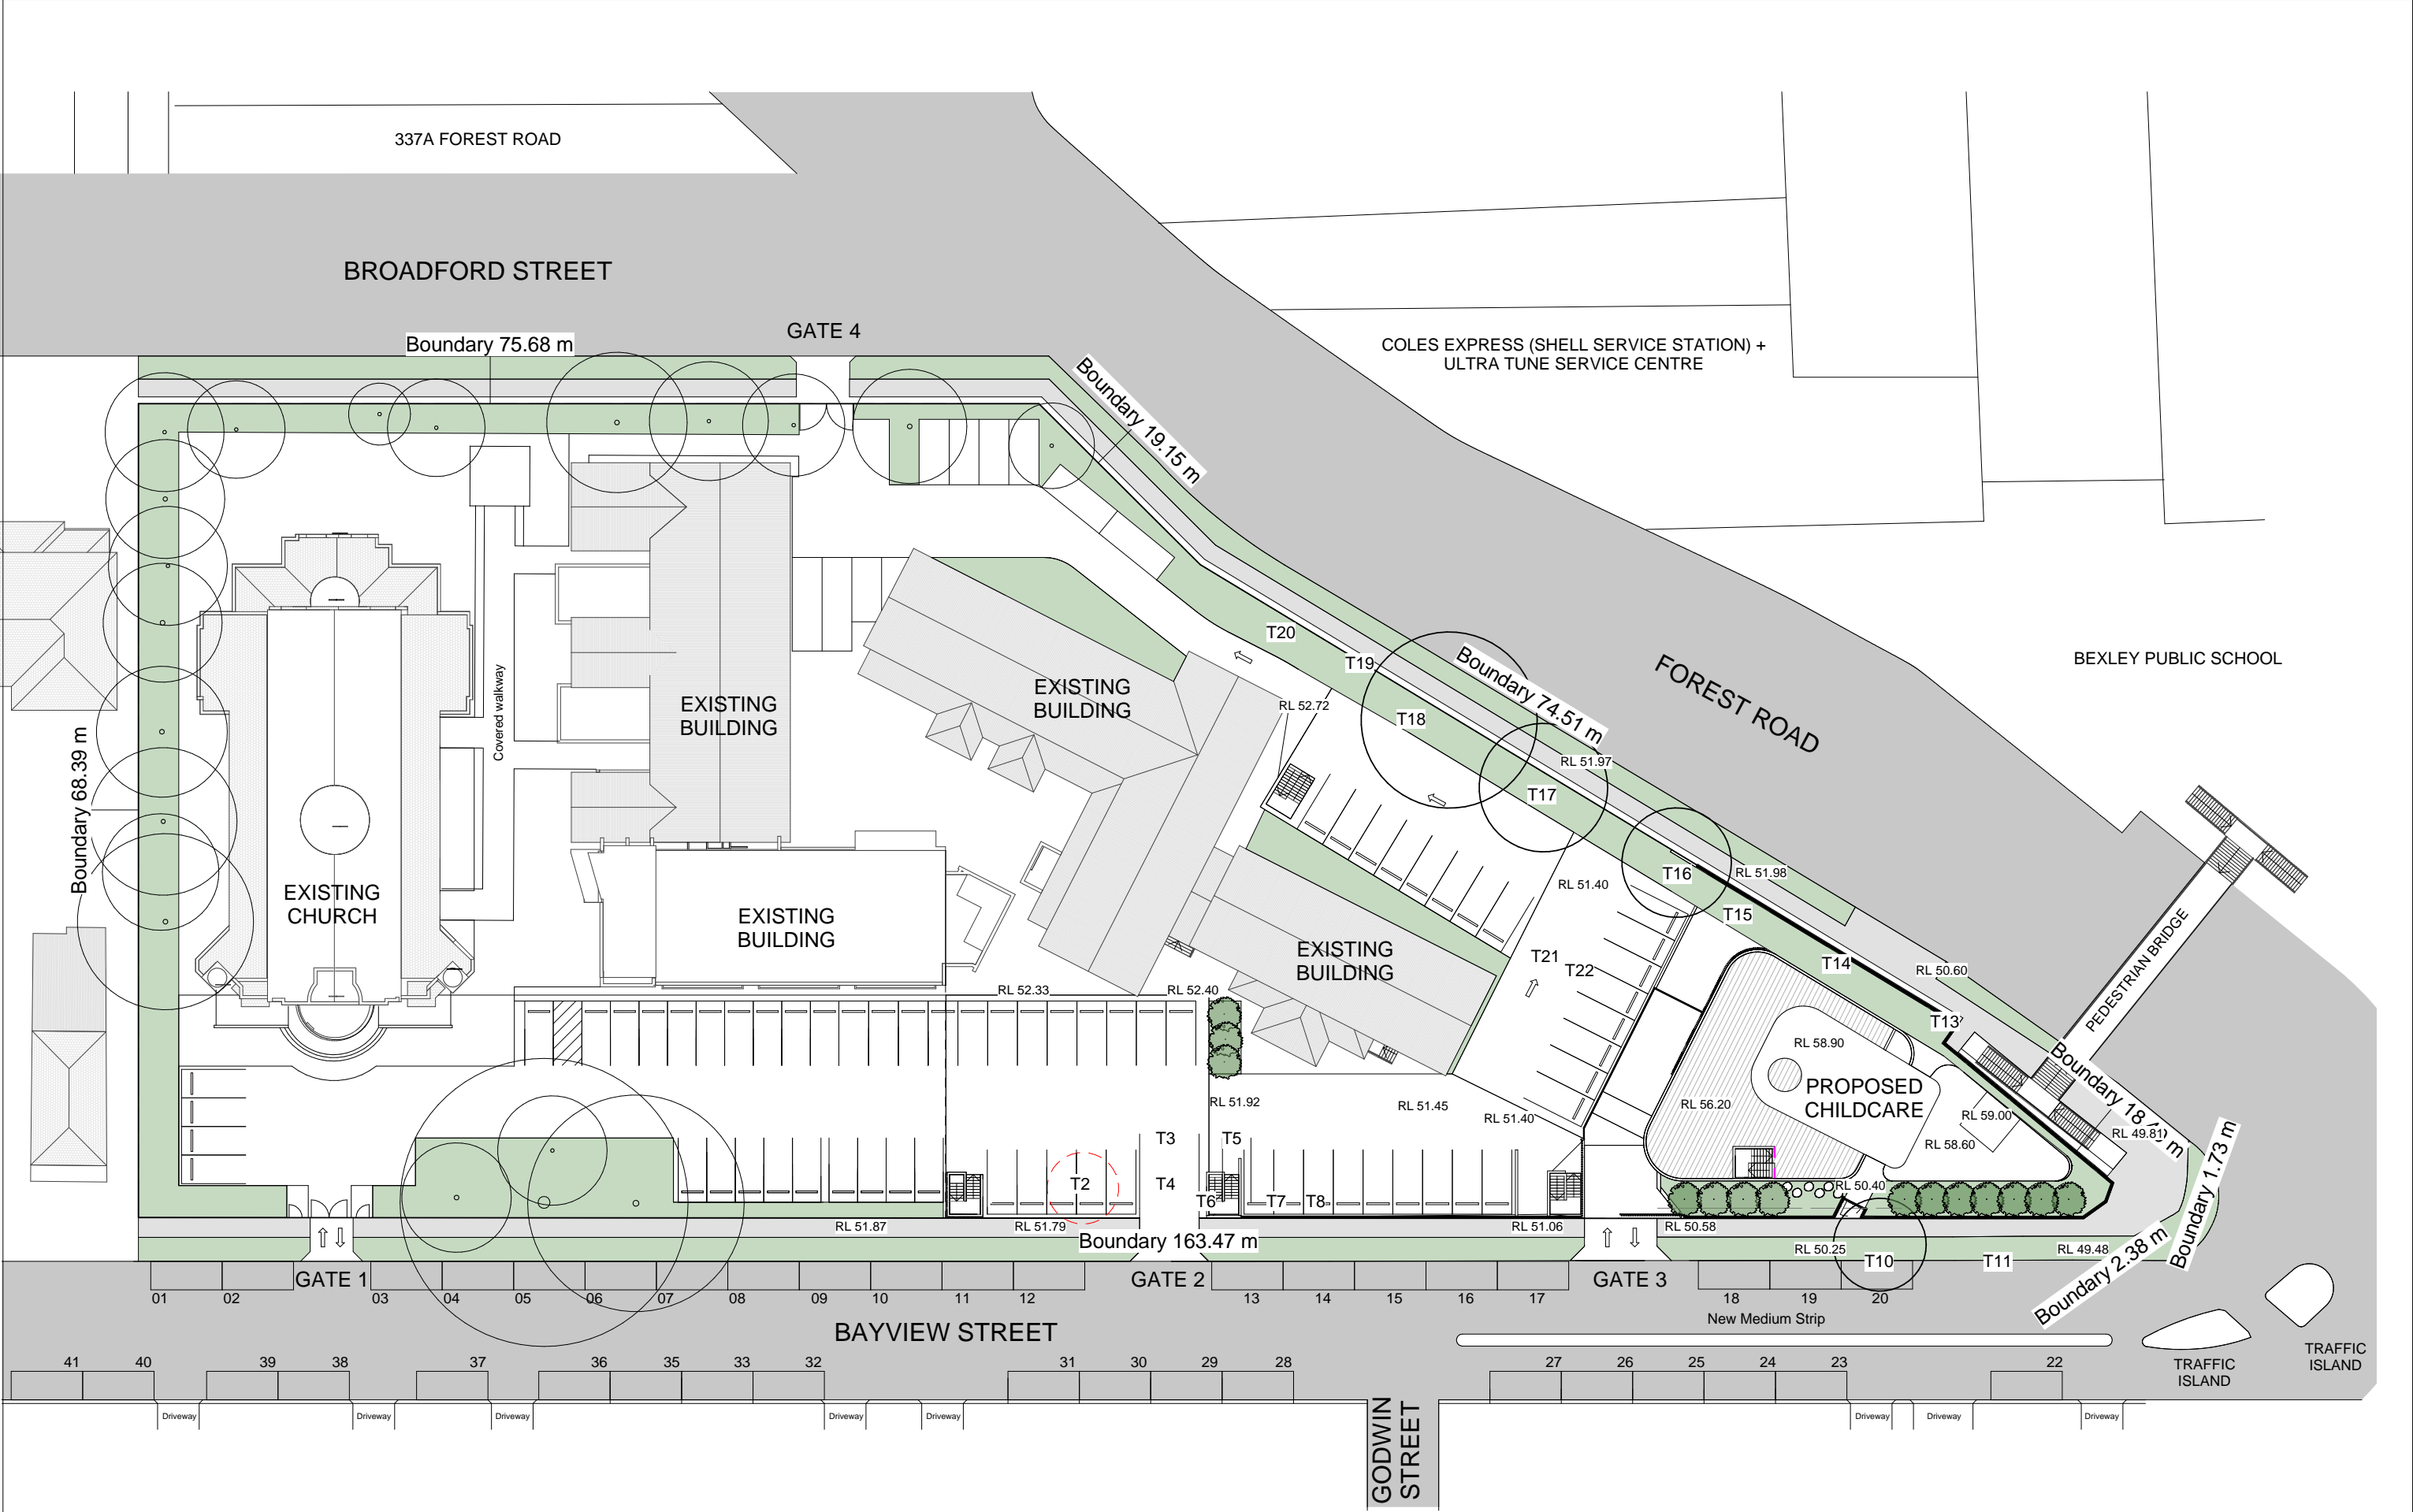 337A FOREST ROAD
BROADFORD STREET
GATE 4
Boundary 75.68 m
COLES EXPRESS (SHELL SERVICE STATION) +
ULTRA TUNE SERVICE CENTRE
Boundary 19.15 m
T20
T19
Boundary 74.51 m
FOREST ROAD
BEXLEY PUBLIC SCHOOL
EXISTING
BUILDING
EXISTING
BUILDING
Covered walkway
RL 52.72
T18
RL 51.97
T17
Boundary 68.39 m
EXISTING
CHURCH
EXISTING
BUILDING
EXISTING
BUILDING
RL 51.40
T16
RL 51.98
T15
T21
T22
T14
RL 50.60
PEDESTRIAN BRIDGE
RL 52.33
RL 52.40
T13
RL 58.90
PROPOSED
CHILDCARE
RL 56.20
RL 59.00
RL 58.60
RL 51.92
RL 51.45
RL 51.40
T3
T5
T2
T4
T6
T7
T8
RL 49.81
Boundary 1.73 m
RL 50.40
RL 51.87
RL 51.79
RL 51.06
RL 50.58
Boundary 163.47 m
RL 50.25
T10
T11
RL 49.48
Boundary 2.38 m
GATE 1
GATE 2
GATE 3
01
02
03
04
05
06
07
08
09
10
11
12
13
14
15
16
17
18
19
20
New Medium Strip
BAYVIEW STREET
TRAFFIC
ISLAND
TRAFFIC
ISLAND
41
40
39
38
37
36
35
33
32
31
30
29
28
27
26
25
24
23
22
Driveway
Driveway
Driveway
Driveway
Driveway
Driveway
Driveway
Driveway
GODWIN
STREET